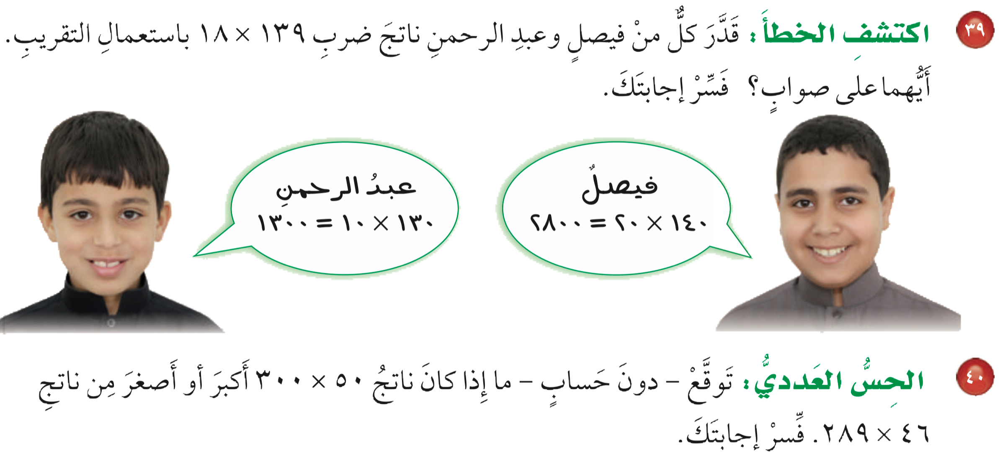 ٣٩ اكتشفِ الخطأَ: قَدَّرَ كلٌّ منْ فيصلٍ وعبدِ الرحمنِ ناتجَ ضربِ ١٣٩ × ١٨ باستعمالِ التقريبِ.
أَيُّهما على صوابٍ؟ فَسِّرْ إجابتَكَ.
فيصلٌ
١٤٠ × ٢٠ = ٢٨٠٠
عبدُ الرحمنِ
١٣٠ × ١٠ = ١٣٠٠
٤٠ الحِسُّ العَدديُّ: تَوقَّعْ – دونَ حَسابٍ – ما إِذا كانَ ناتجُ ٥٠ × ٣٠٠ أَكبرَ أو أَصغرَ مِن ناتجِ
٤٦ × ٢٨٩. فِّسرْ إجابتَكَ.